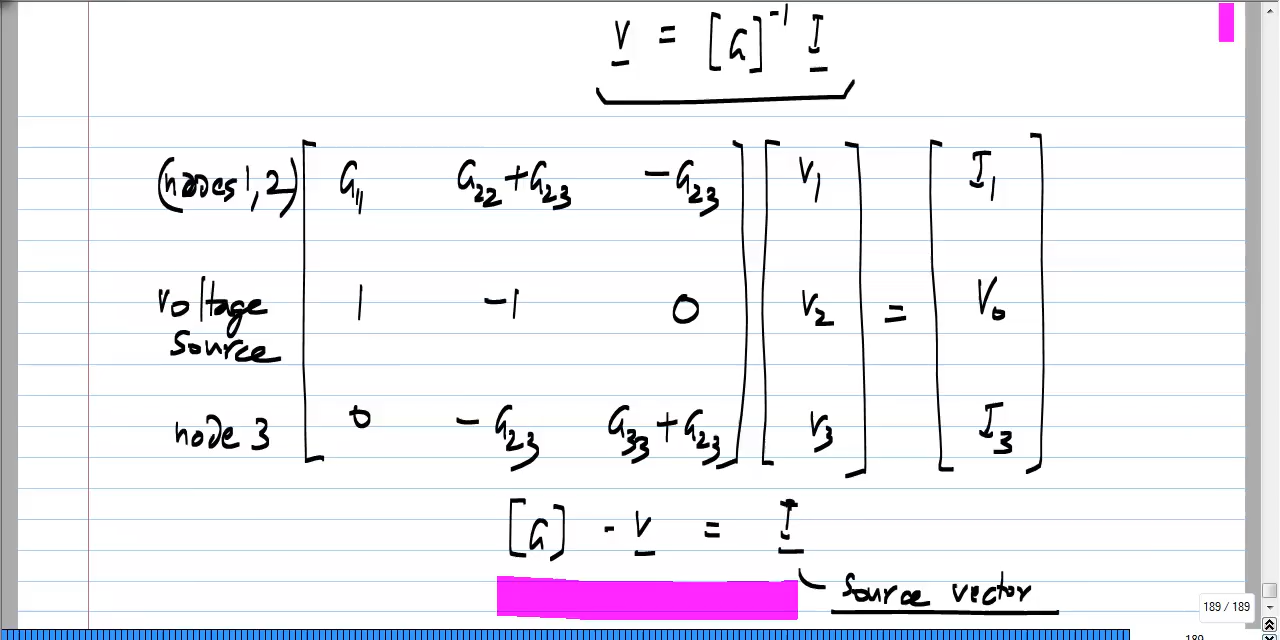 V = [G]⁻¹ I
(nodes 1, 2) [ G₁₁ G₂₂ + G₂₃ -G₂₃ ] [ V₁ ] [ I₁ ]
voltage source [ 1 -1 0 ] [ V₂ ] = [ V₀ ]
node 3 [ 0 -G₂₃ G₃₃ + G₂₃ ] [ V₃ ] [ I₃ ]
[G] · V = I
source vector
189 / 189
189